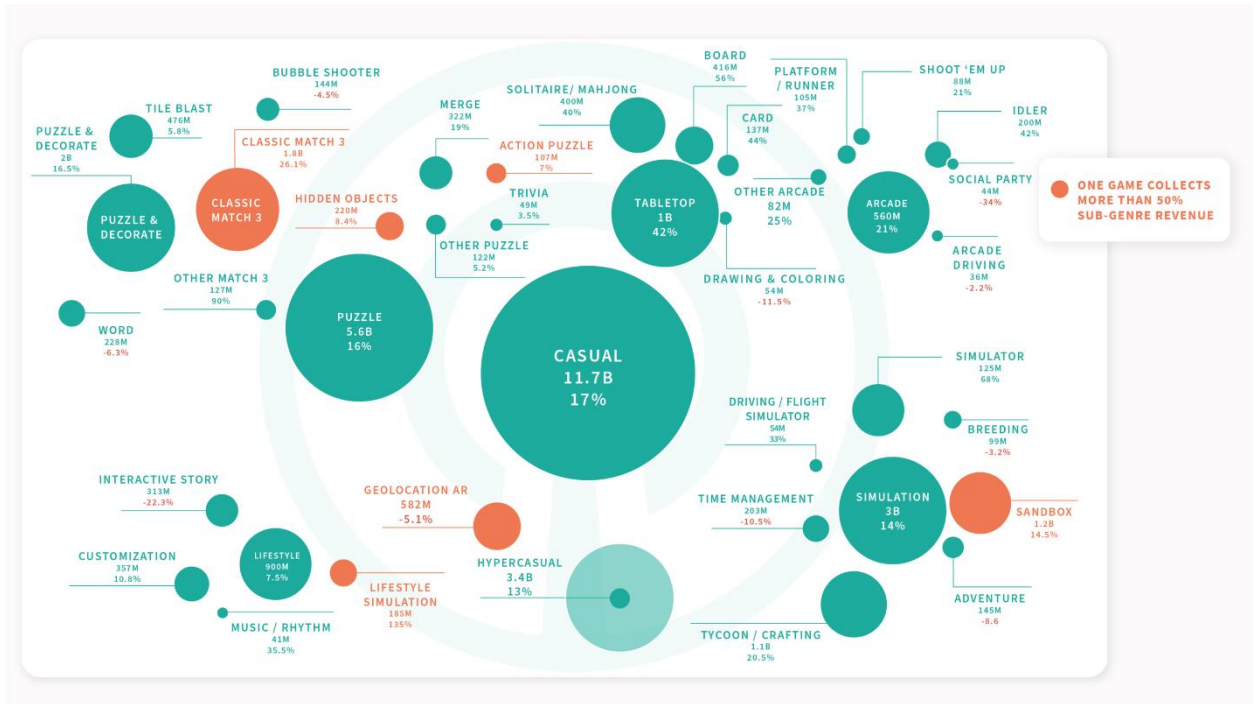 BUBBLE SHOOTER
144M
-4.5%
TILE BLAST
476M
5.8%
PUZZLE &
DECORATE
2B
16.5%
CLASSIC MATCH 3
1.8B
26.1%
PUZZLE &
DECORATE
CLASSIC
MATCH 3
HIDDEN OBJECTS
220M
8.4%
OTHER MATCH 3
127M
90%
WORD
228M
-6.3%
PUZZLE
5.6B
16%
MERGE
322M
19%
SOLITAIRE/ MAHJONG
400M
40%
ACTION PUZZLE
107M
7%
TRIVIA
49M
3.5%
OTHER PUZZLE
122M
5.2%
BOARD
416M
56%
CARD
137M
44%
PLATFORM
/ RUNNER
105M
37%
SHOOT ‘EM UP
88M
21%
IDLER
200M
42%
SOCIAL PARTY
44M
-34%
TABLETOP
1B
42%
OTHER ARCADE
82M
25%
ARCADE
560M
21%
ARCADE
DRIVING
36M
-2.2%
DRAWING & COLORING
54M
-11.5%
ONE GAME COLLECTS
MORE THAN 50%
SUB-GENRE REVENUE
CASUAL
11.7B
17%
SIMULATOR
125M
68%
DRIVING / FLIGHT
SIMULATOR
54M
33%
BREEDING
99M
-3.2%
TIME MANAGEMENT
203M
-10.5%
SIMULATION
3B
14%
SANDBOX
1.2B
14.5%
ADVENTURE
145M
-8.6
TYCOON / CRAFTING
1.1B
20.5%
INTERACTIVE STORY
313M
-22.3%
GEOLOCATION AR
582M
-5.1%
HYPERCASUAL
3.4B
13%
CUSTOMIZATION
357M
10.8%
LIFESTYLE
900M
7.5%
LIFESTYLE
SIMULATION
185M
135%
MUSIC / RHYTHM
41M
35.5%